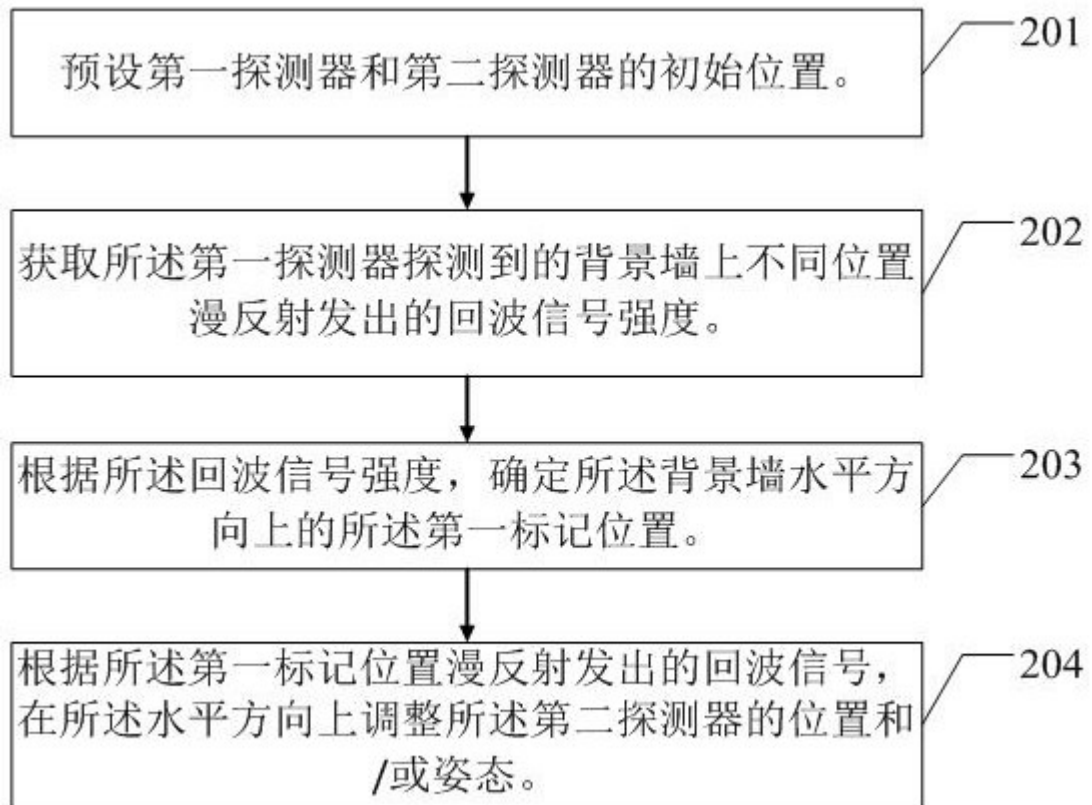 预设第一探测器和第二探测器的初始位置。
201
获取所述第一探测器探测到的背景墙上不同位置
漫反射发出的回波信号强度。
202
根据所述回波信号强度，确定所述背景墙水平方
向上的所述第一标记位置。
203
根据所述第一标记位置漫反射发出的回波信号，
在所述水平方向上调整所述第二探测器的位置和
/或姿态。
204